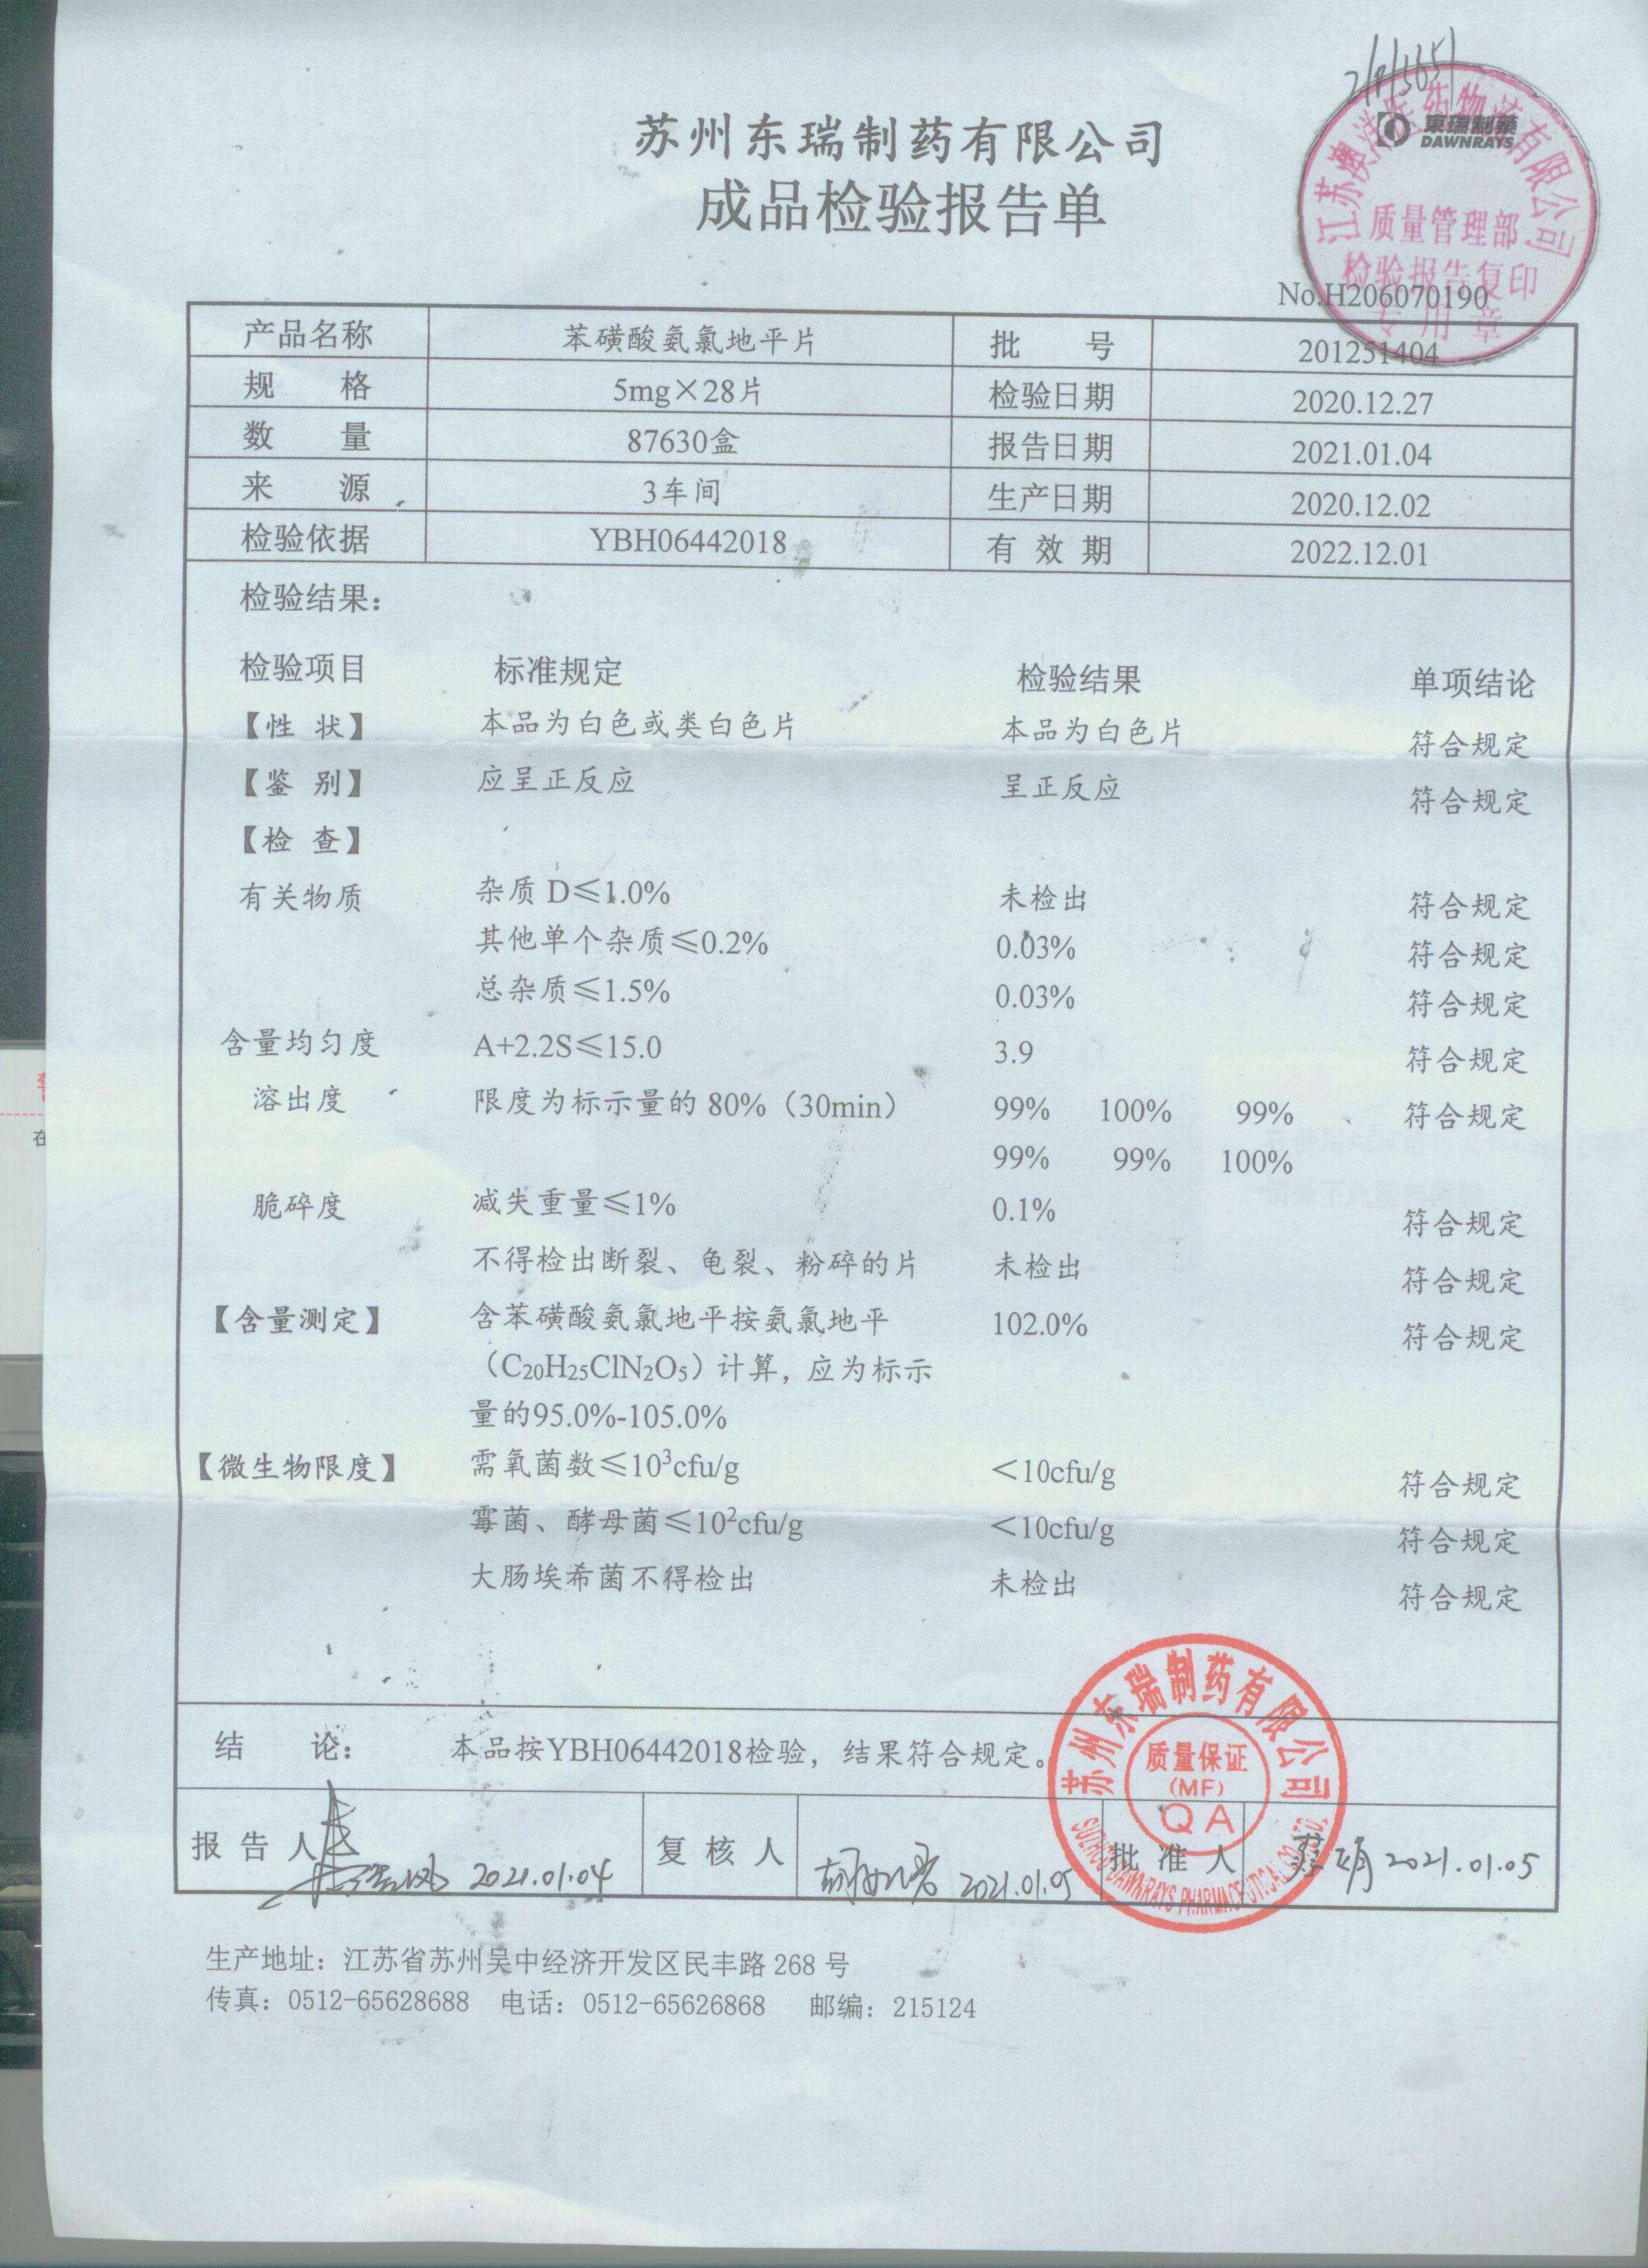 苏州东瑞制药有限公司
成品检验报告单
東瑞制藥
DAWNRAYS
质量管理部
检验报告复印
专用章
No.H206070190
产品名称 苯磺酸氨氯地平片 批 号 201251404
规 格 5mg×28片 检验日期 2020.12.27
数 量 87630盒 报告日期 2021.01.04
来 源 3车间 生产日期 2020.12.02
检验依据 YBH06442018 有 效 期 2022.12.01
检验结果：
检验项目 标准规定 检验结果 单项结论
【性 状】 本品为白色或类白色片 本品为白色片 符合规定
【鉴 别】 应呈正反应 呈正反应 符合规定
【检 查】
有关物质 杂质 D≤1.0% 未检出 符合规定
其他单个杂质≤0.2% 0.03% 符合规定
总杂质≤1.5% 0.03% 符合规定
含量均匀度 A+2.2S≤15.0 3.9 符合规定
溶出度 限度为标示量的 80%（30min） 99% 100% 99% 符合规定
99% 99% 100%
脆碎度 减失重量≤1% 0.1% 符合规定
不得检出断裂、龟裂、粉碎的片 未检出 符合规定
【含量测定】 含苯磺酸氨氯地平按氨氯地平 102.0% 符合规定
（C₂₀H₂₅ClN₂O₅）计算，应为标示
量的95.0%-105.0%
【微生物限度】 需氧菌数≤10³cfu/g ＜10cfu/g 符合规定
霉菌、酵母菌≤10²cfu/g ＜10cfu/g 符合规定
大肠埃希菌不得检出 未检出 符合规定
结 论： 本品按YBH06442018检验，结果符合规定。
苏州东瑞制药有限公司
质量保证
(MF)
QA
SUZHOU DAWNRAYS PHARMACEUTICAL CO.,LTD.
报 告 人 2021.01.04 复 核 人 2021.01.05 批 准 人 2021.01.05
生产地址：江苏省苏州吴中经济开发区民丰路 268 号
传真：0512-65628688 电话：0512-65626868 邮编：215124